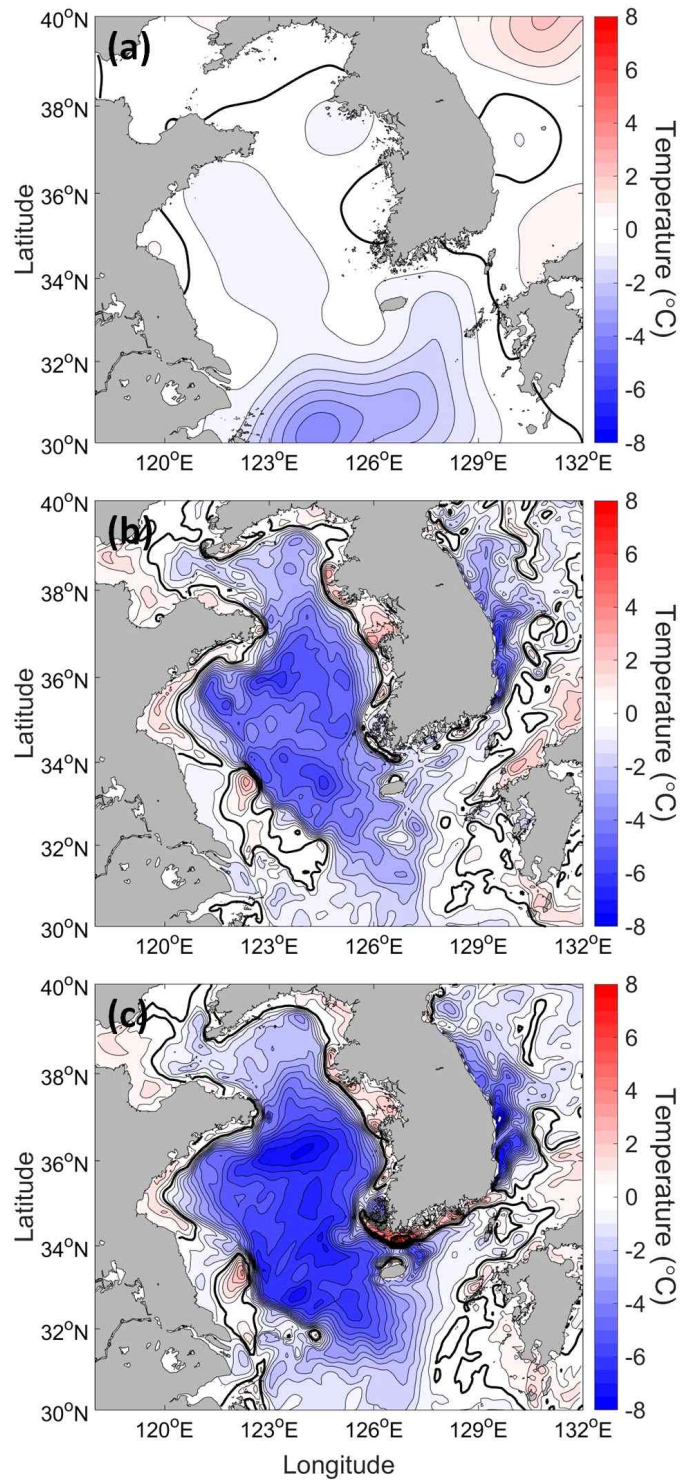 (a)
40°N
38°N
36°N
34°N
32°N
30°N
Latitude
120°E
123°E
126°E
129°E
132°E
8
6
4
2
0
-2
-4
-6
-8
Temperature (°C)
(b)
40°N
38°N
36°N
34°N
32°N
30°N
Latitude
120°E
123°E
126°E
129°E
132°E
8
6
4
2
0
-2
-4
-6
-8
Temperature (°C)
(c)
40°N
38°N
36°N
34°N
32°N
30°N
Latitude
120°E
123°E
126°E
129°E
132°E
Longitude
8
6
4
2
0
-2
-4
-6
-8
Temperature (°C)